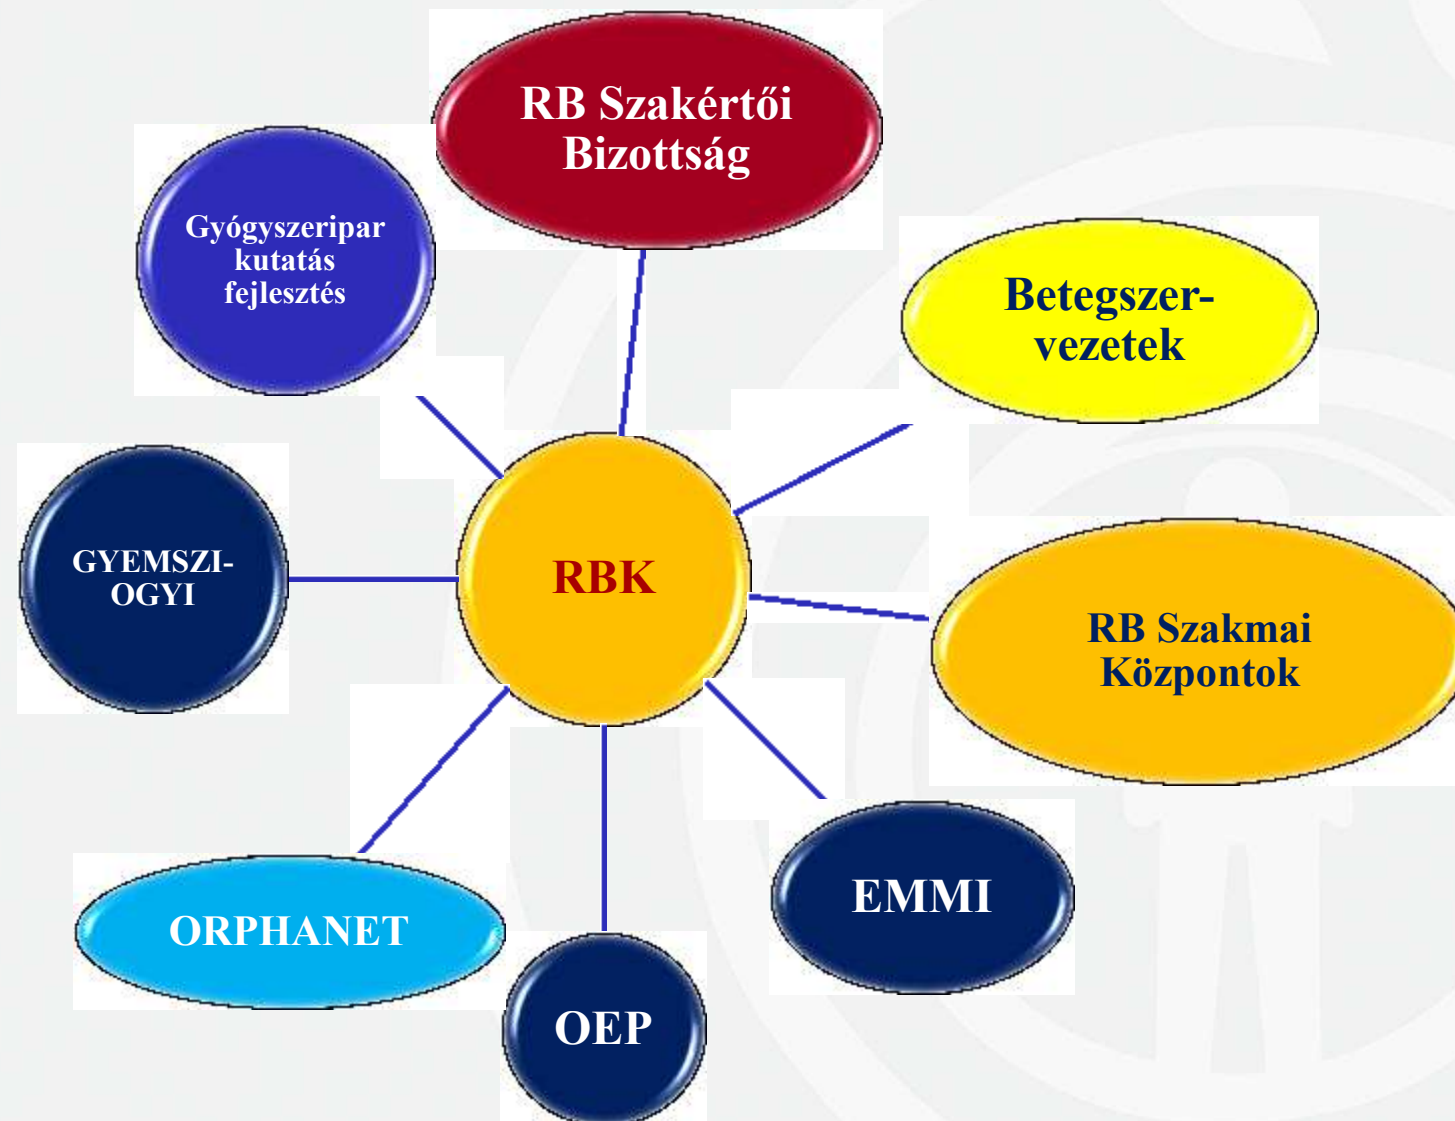 RB Szakértői
Bizottság
Gyógyszeripar
kutatás
fejlesztés
Betegszer-
vezetek
GYEMSZI-
OGYI
RBK
RB Szakmai
Központok
EMMI
ORPHANET
OEP